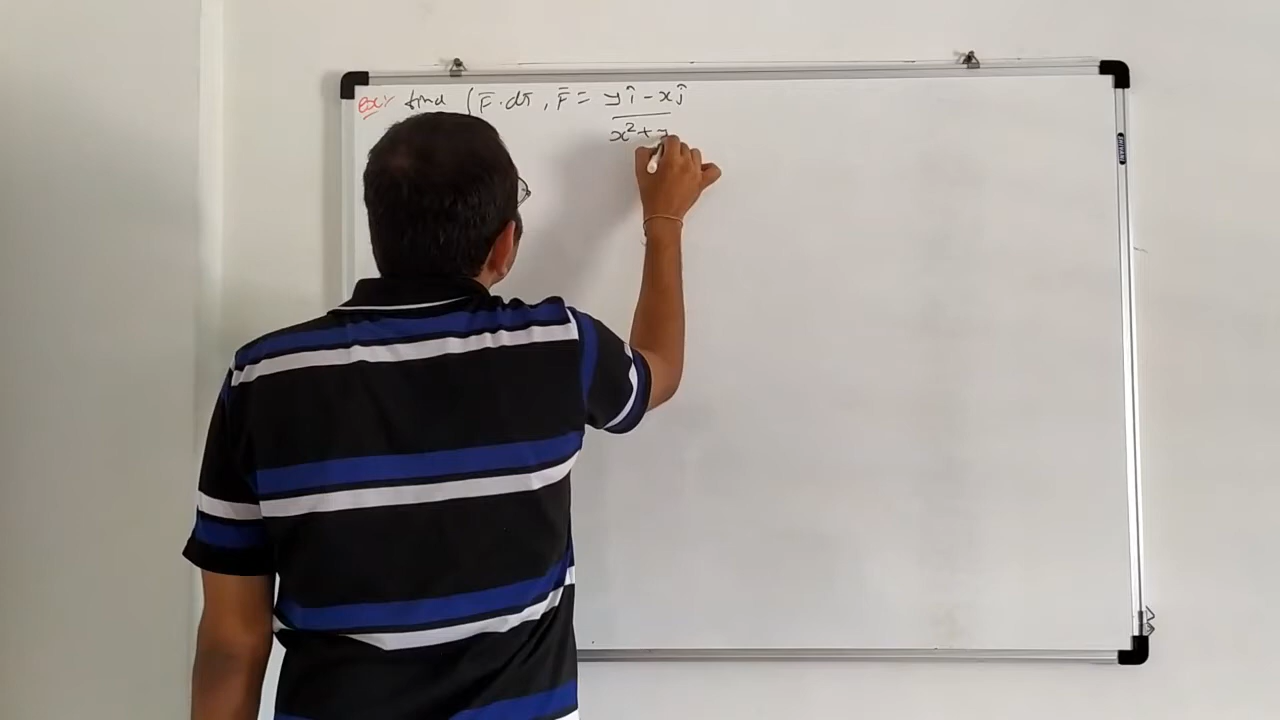 Ex:- find ∫ F̅ . dr̅ , F̅ = yî - xĵ
x² + y